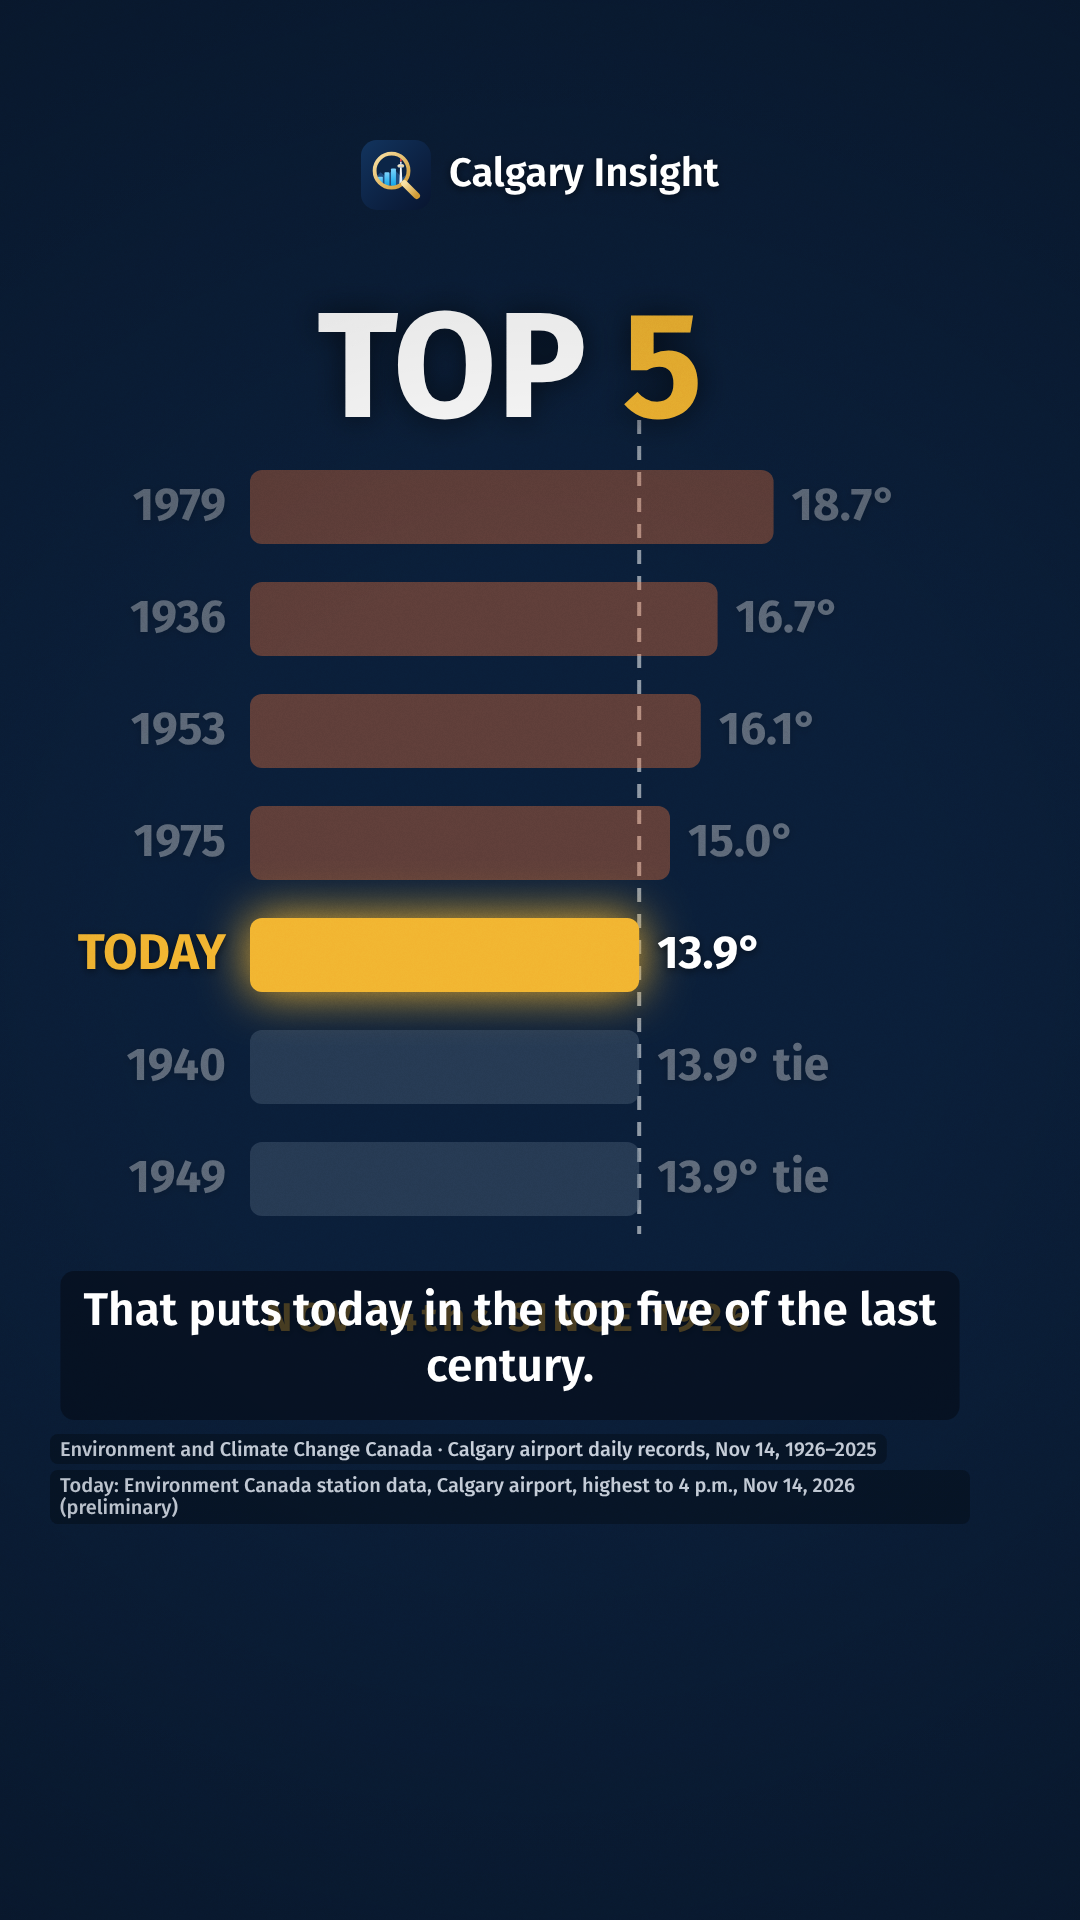 Calgary Insight
TOP 5
1979 18.7°
1936 16.7°
1953 16.1°
1975 15.0°
TODAY 13.9°
1940 13.9° tie
1949 13.9° tie
That puts today in the top five of the last
century.
Environment and Climate Change Canada · Calgary airport daily records, Nov 14, 1926–2025
Today: Environment Canada station data, Calgary airport, highest to 4 p.m., Nov 14, 2026
(preliminary)